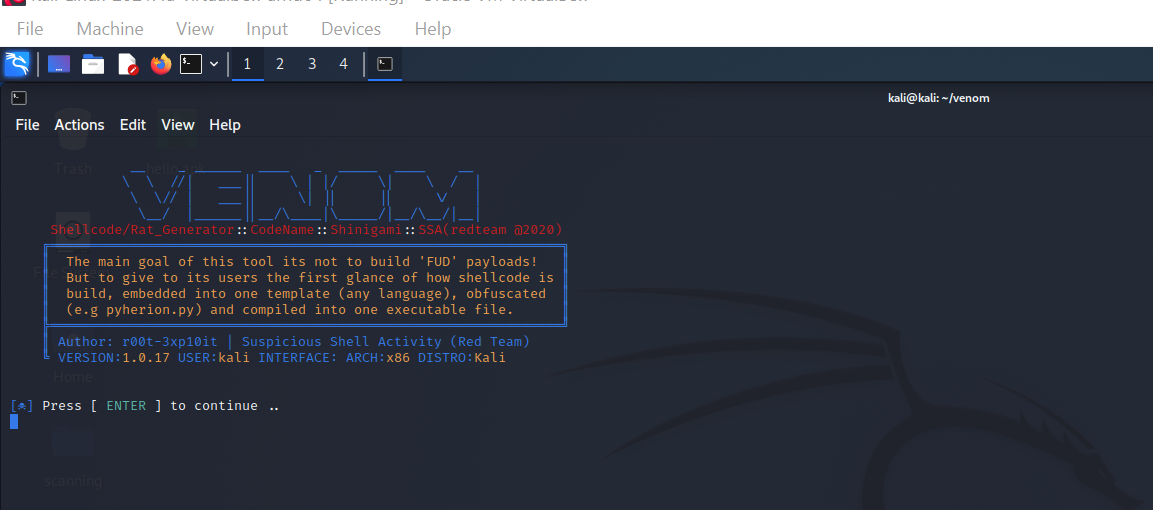 File Machine View Input Devices Help
1 2 3 4
kali@kali: ~/venom
File Actions Edit View Help
Trash
VENOM
Shellcode/Rat_Generator::CodeName::Shinigami::SSA(redteam @2020)
The main goal of this tool its not to build 'FUD' payloads!
But to give to its users the first glance of how shellcode is
build, embedded into one template (any language), obfuscated
(e.g pyherion.py) and compiled into one executable file.
Author: r00t-3xp10it | Suspicious Shell Activity (Red Team)
VERSION:1.0.17 USER:kali INTERFACE: ARCH:x86 DISTRO:Kali
Home
[☠] Press [ ENTER ] to continue ..
scanning